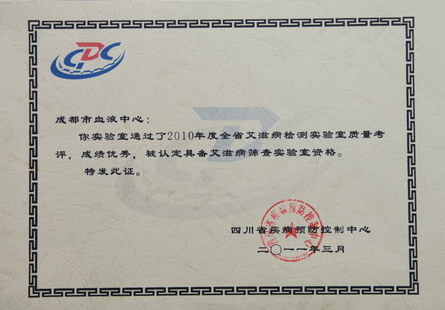 CDC
成都市血液中心：
你实验室通过了2010年度全省艾滋病检测实验室质量考
评，成绩优秀，被认定具备艾滋病筛查实验室资格。
特发此证。
四川省疾病预防控制中心
二〇一一年三月